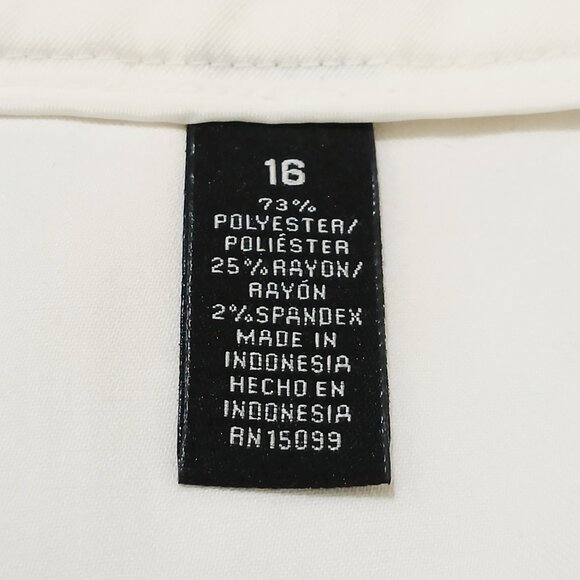 16
73%
POLYESTER/
POLIÉSTER
25%RAYON/
RAYÓN
2%SPANDEX
MADE IN
INDONESIA
HECHO EN
INDONESIA
RN15099